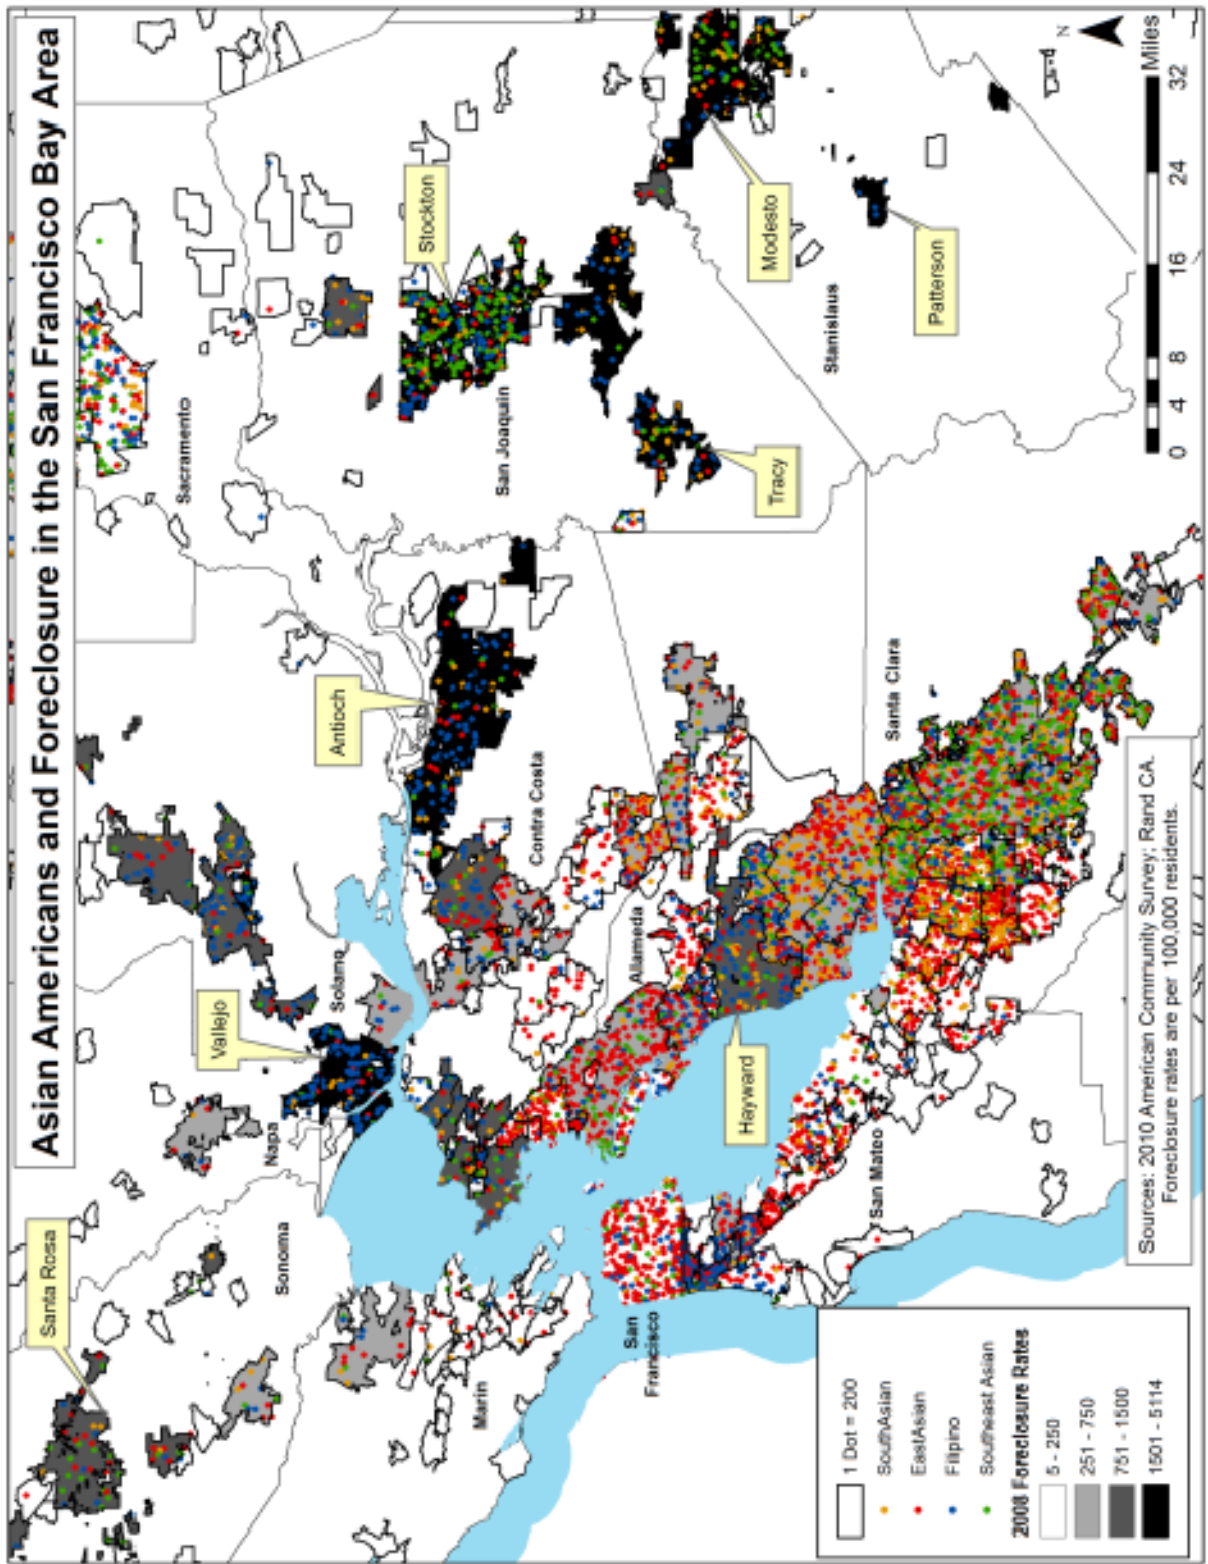 Asian Americans and Foreclosure in the San Francisco Bay Area
Santa Rosa
Vallejo
Antioch
Stockton
Sacramento
Napa
Sonoma
Solano
San Joaquin
Contra Costa
Marin
San
Francisco
Alameda
Hayward
Tracy
Modesto
Stanislaus
Patterson
San Mateo
Santa Clara
N
0 4 8 16 24 32
Miles
1 Dot = 200
SouthAsian
EastAsian
Filipino
Southeast Asian
2008 Foreclosure Rates
5 - 250
251 - 750
751 - 1500
1501 - 5114
Sources: 2010 American Community Survey; Rand CA.
Foreclosure rates are per 100,000 residents.